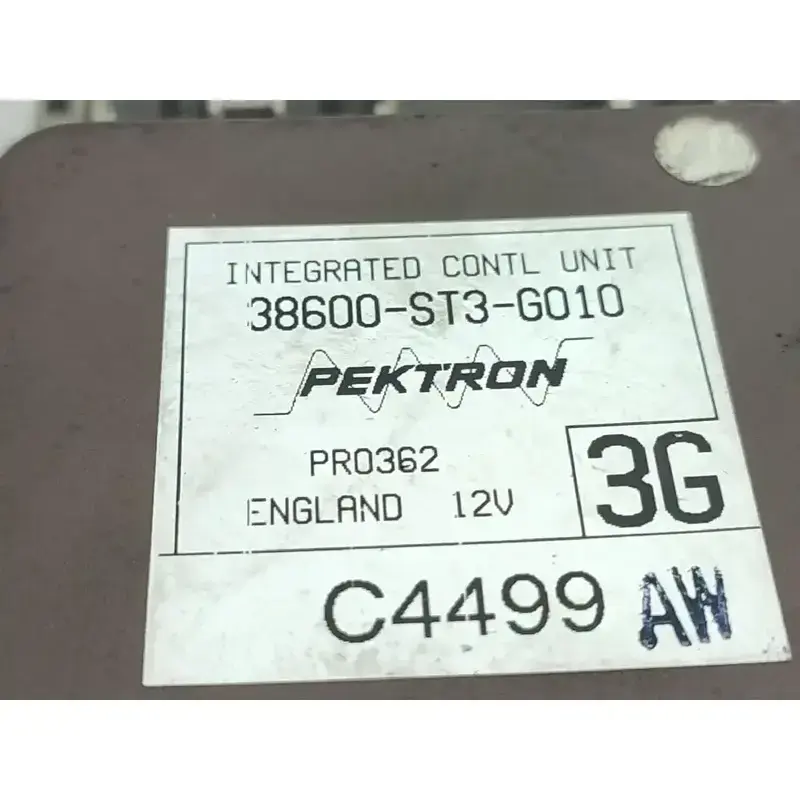 INTEGRATED CONTL UNIT
38600-ST3-G010
PEKTRON
PR0362
ENGLAND 12V
3G
C4499 AW